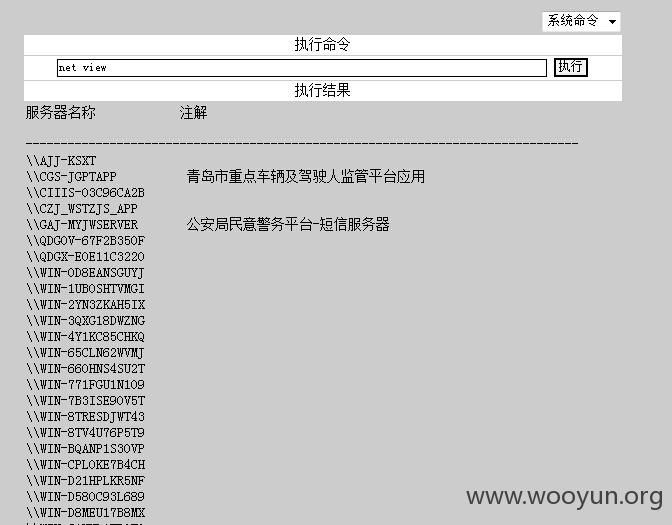 系统命令
执行命令
net view 执行
执行结果
服务器名称 注解
-------------------------------------------------------------------------------
\\AJJ-KSXT
\\CGS-JGPTAPP 青岛市重点车辆及驾驶人监管平台应用
\\CIIIS-03C96CA2B
\\CZJ_WSTZJS_APP
\\GAJ-MYJWSERVER 公安局民意警务平台-短信服务器
\\QDGOV-67F2B350F
\\QDGX-E0E11C3220
\\WIN-0D8EANSGUYJ
\\WIN-1UB0SHTVMGI
\\WIN-2YN3ZKAH5IX
\\WIN-3QXG18DWZNG
\\WIN-4Y1KC85CHKQ
\\WIN-65CLN62WVMJ
\\WIN-660HNS4SU2T
\\WIN-771FGU1N109
\\WIN-7B3ISE90V5T
\\WIN-8TRESDJWT43
\\WIN-8TV4U76P5T9
\\WIN-BQANP1S30VP
\\WIN-CPLOKE7B4CH
\\WIN-D21HPLKR5NF
\\WIN-D580C93L689
\\WIN-D8MEU17B8MX
www.wooyun.org